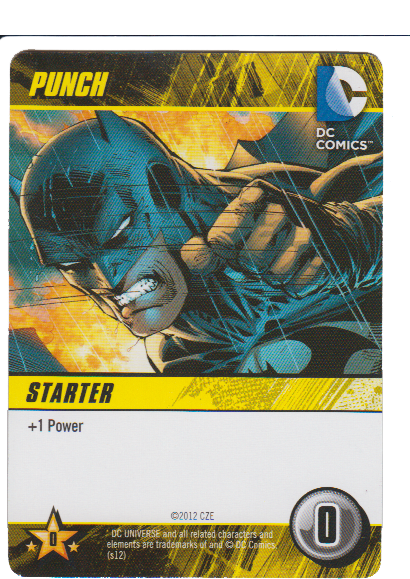 PUNCH
DC
COMICS™
STARTER
+1 Power
©2012 CZE
0
DC UNIVERSE and all related characters and
elements are trademarks of and © DC Comics.
(s12)
0